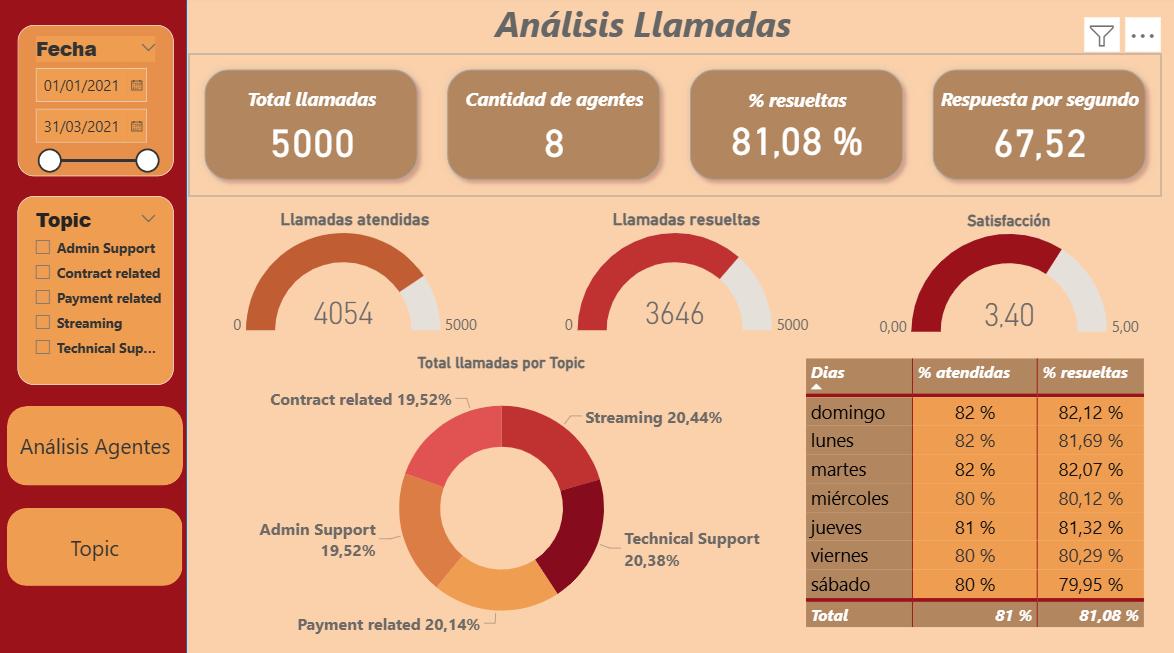 Análisis Llamadas
Fecha
01/01/2021
31/03/2021
Topic
Admin Support
Contract related
Payment related
Streaming
Technical Sup...
Análisis Agentes
Topic
Total llamadas
5000
Cantidad de agentes
8
% resueltas
81,08 %
Respuesta por segundo
67,52
Llamadas atendidas
4054
0
5000
Llamadas resueltas
3646
0
5000
Satisfacción
3,40
0,00
5,00
Total llamadas por Topic
Contract related 19,52%
Streaming 20,44%
Admin Support
19,52%
Technical Support
20,38%
Payment related 20,14%
Dias % atendidas % resueltas
domingo 82 % 82,12 %
lunes 82 % 81,69 %
martes 82 % 82,07 %
miércoles 80 % 80,12 %
jueves 81 % 81,32 %
viernes 80 % 80,29 %
sábado 80 % 79,95 %
Total 81 % 81,08 %